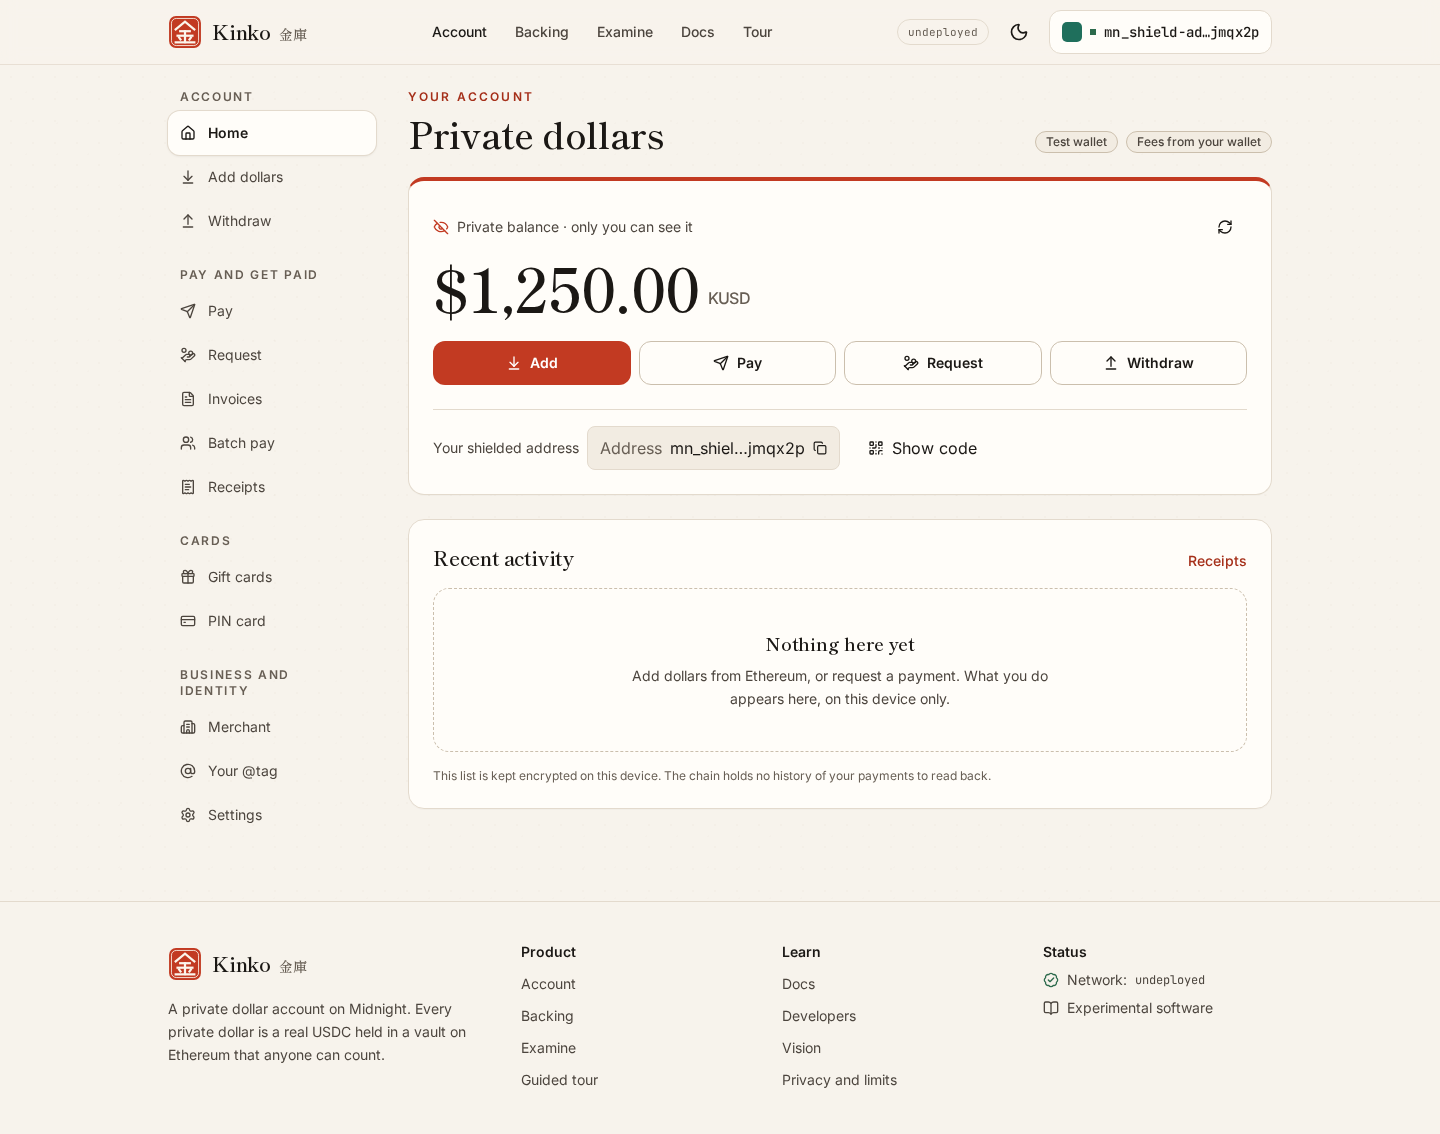 Kinko 金庫
Account
Backing
Examine
Docs
Tour
undeployed
mn_shield-ad…jmqx2p
ACCOUNT
Home
Add dollars
Withdraw
PAY AND GET PAID
Pay
Request
Invoices
Batch pay
Receipts
CARDS
Gift cards
PIN card
BUSINESS AND
IDENTITY
Merchant
Your @tag
Settings
YOUR ACCOUNT
Private dollars
Test wallet
Fees from your wallet
Private balance · only you can see it
$1,250.00 KUSD
Add
Pay
Request
Withdraw
Your shielded address
Address mn_shiel…jmqx2p
Show code
Recent activity
Receipts
Nothing here yet
Add dollars from Ethereum, or request a payment. What you do
appears here, on this device only.
This list is kept encrypted on this device. The chain holds no history of your payments to read back.
金
Kinko 金庫
A private dollar account on Midnight. Every
private dollar is a real USDC held in a vault on
Ethereum that anyone can count.
Product
Account
Backing
Examine
Guided tour
Learn
Docs
Developers
Vision
Privacy and limits
Status
Network: undeployed
Experimental software